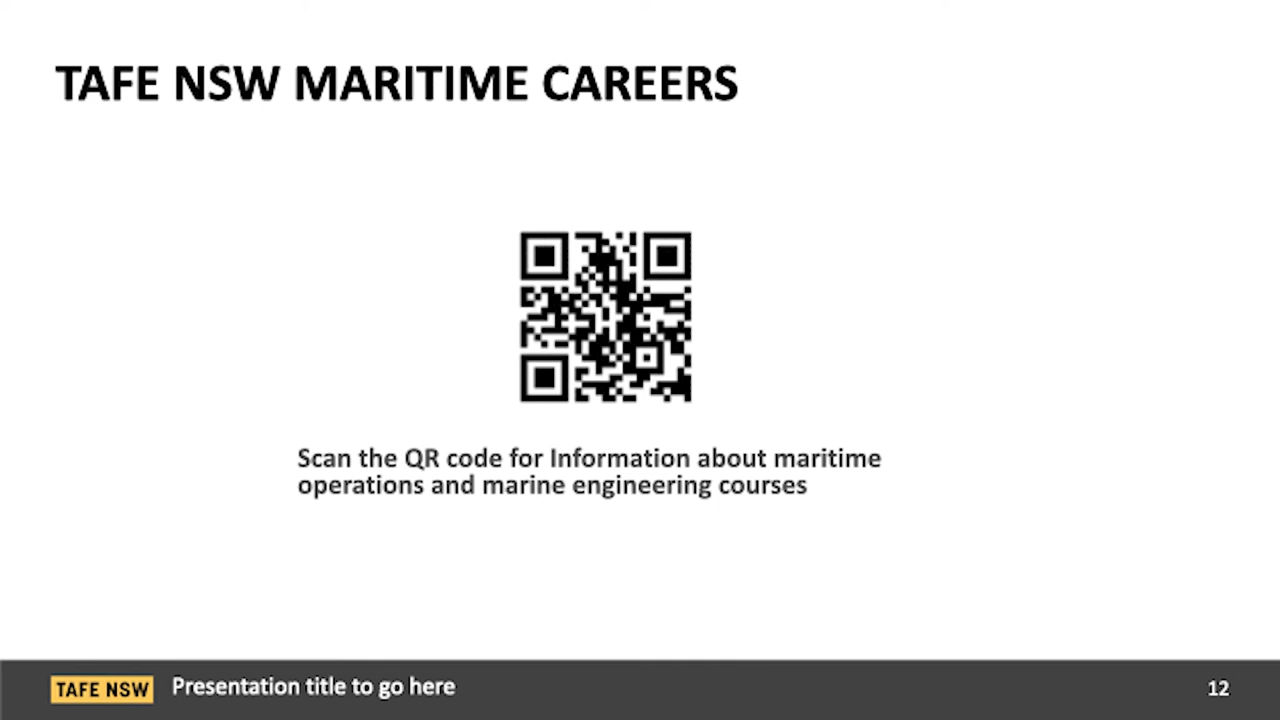 TAFE NSW MARITIME CAREERS
Scan the QR code for Information about maritime
operations and marine engineering courses
TAFE NSW Presentation title to go here 12